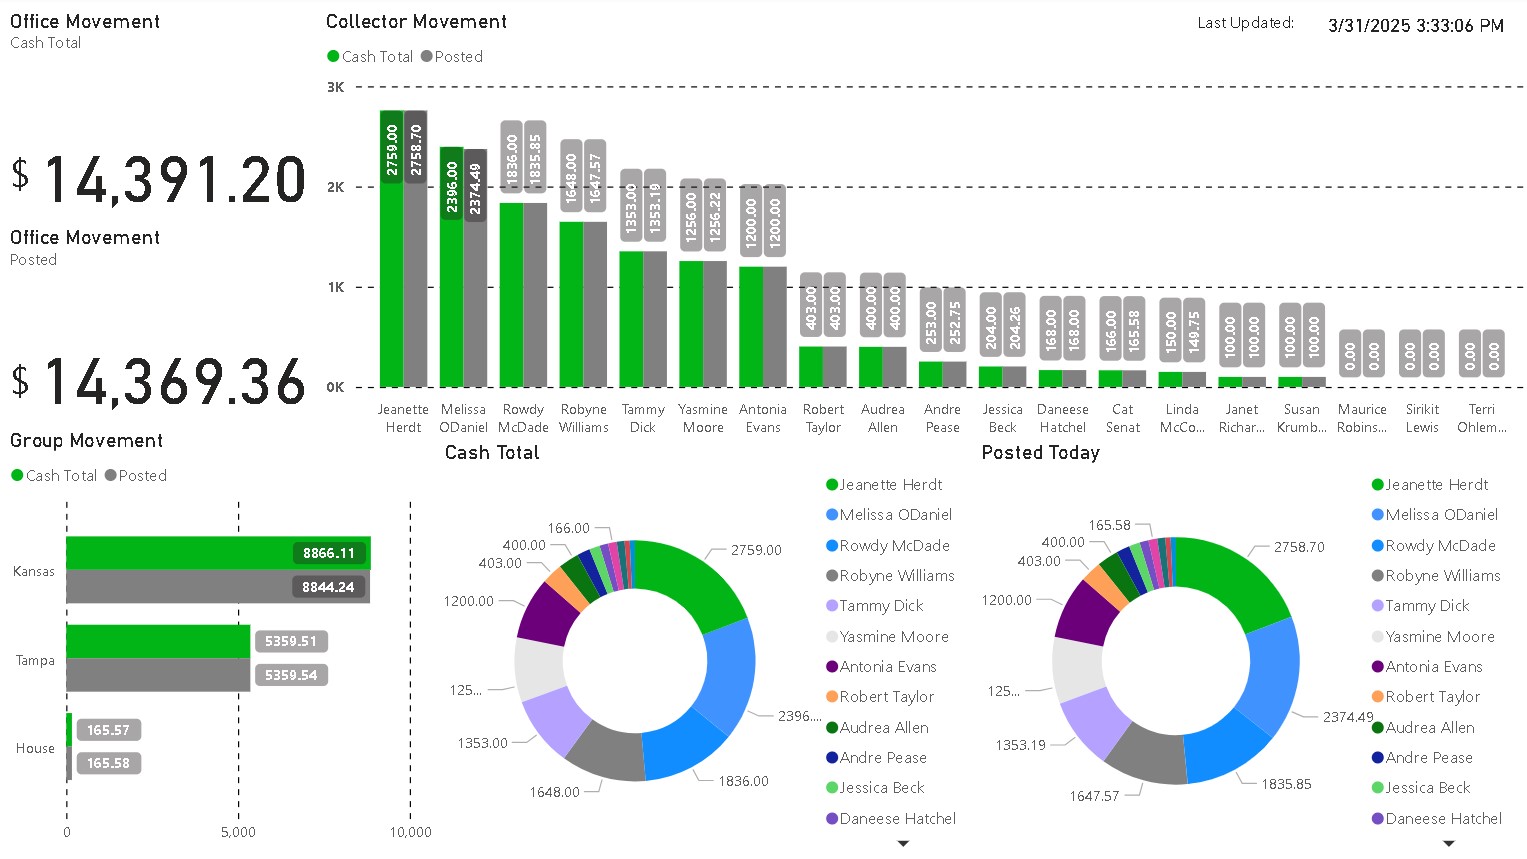 Office Movement
Cash Total
$ 14,391.20
Office Movement
Posted
$ 14,369.36
Collector Movement
Last Updated: 3/31/2025 3:33:06 PM
Cash Total Posted
3K
2K
1K
0K
2759.00 2758.70
2396.00 2374.49
1836.00 1835.85
1648.00 1647.57
1353.00 1353.19
1256.00 1256.22
1200.00 1200.00
403.00 403.00
400.00 400.00
253.00 252.75
204.00 204.26
168.00 168.00
166.00 165.58
150.00 149.75
100.00 100.00
100.00 100.00
0.00 0.00
0.00 0.00
0.00 0.00
Jeanette Herdt
Melissa ODaniel
Rowdy McDade
Robyne Williams
Tammy Dick
Yasmine Moore
Antonia Evans
Robert Taylor
Audrea Allen
Andre Pease
Jessica Beck
Daneese Hatchel
Cat Senat
Linda McCo...
Janet Richar...
Susan Krumb...
Maurice Robins...
Sirikit Lewis
Terri Ohlem...
Group Movement
Cash Total Posted
Kansas
8866.11
8844.24
Tampa
5359.51
5359.54
House
165.57
165.58
0 5,000 10,000
Cash Total
166.00
400.00
403.00
1200.00
125...
1353.00
1648.00
1836.00
2396....
2759.00
Jeanette Herdt
Melissa ODaniel
Rowdy McDade
Robyne Williams
Tammy Dick
Yasmine Moore
Antonia Evans
Robert Taylor
Audrea Allen
Andre Pease
Jessica Beck
Daneese Hatchel
Posted Today
165.58
400.00
403.00
1200.00
125...
1353.19
1647.57
1835.85
2374.49
2758.70
Jeanette Herdt
Melissa ODaniel
Rowdy McDade
Robyne Williams
Tammy Dick
Yasmine Moore
Antonia Evans
Robert Taylor
Audrea Allen
Andre Pease
Jessica Beck
Daneese Hatchel